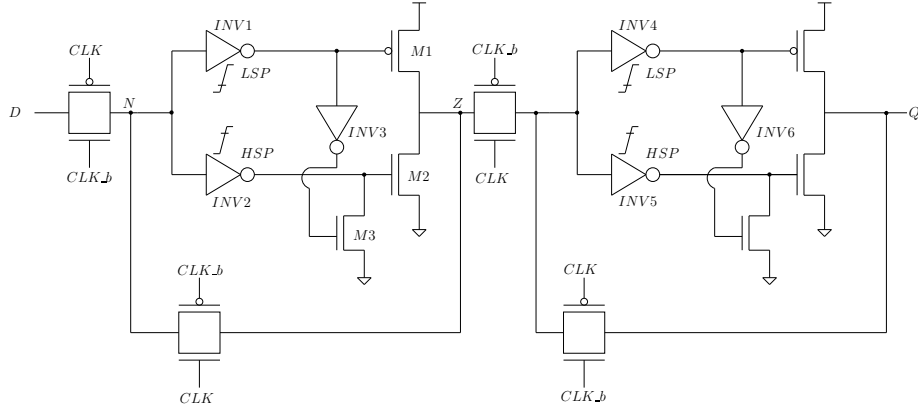 INV1
INV4
CLK
M1
CLK_b
LSP
LSP
D
N
Z
Q
INV3
INV6
HSP
HSP
CLK_b
M2
CLK
INV2
INV5
M3
CLK_b
CLK
CLK
CLK_b